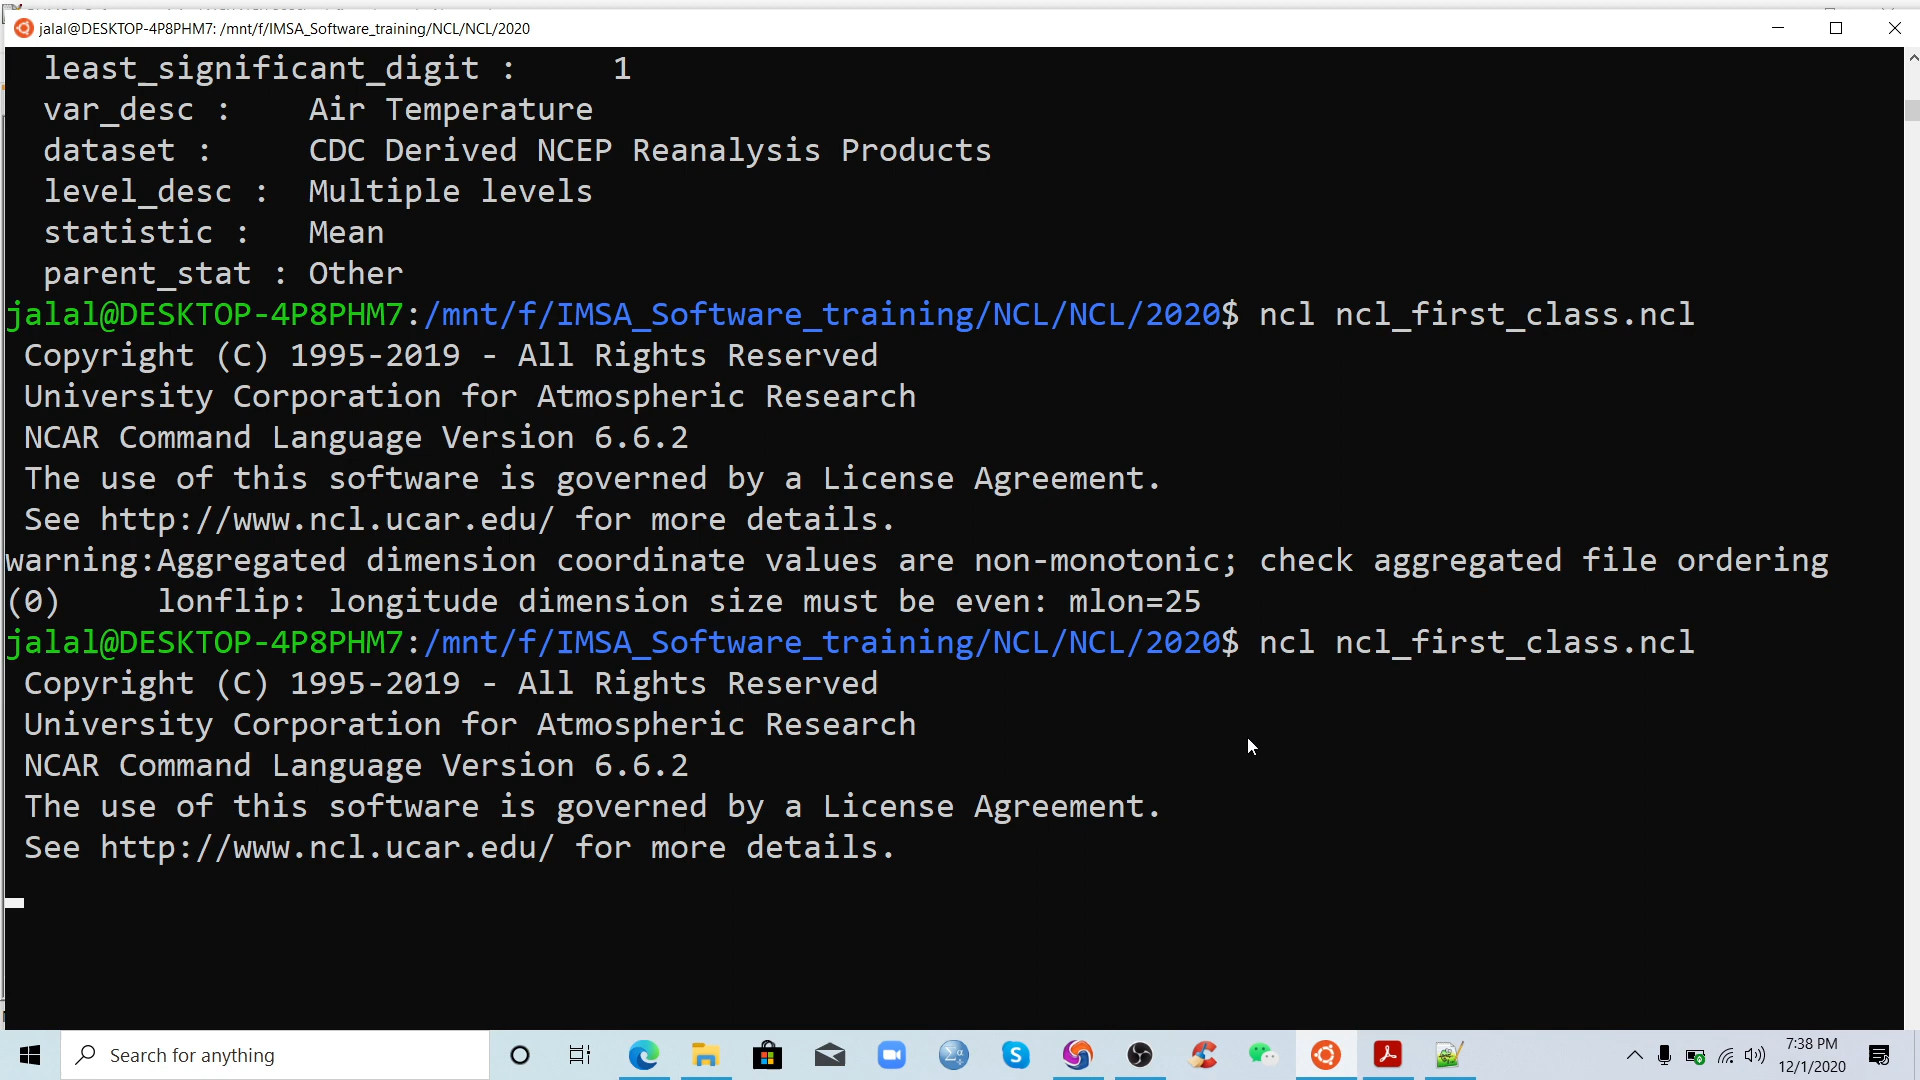 jalal@DESKTOP-4P8PHM7: /mnt/f/IMSA_Software_training/NCL/NCL/2020
least_significant_digit :     1
var_desc :    Air Temperature
dataset :     CDC Derived NCEP Reanalysis Products
level_desc :  Multiple levels
statistic :   Mean
parent_stat : Other
jalal@DESKTOP-4P8PHM7:/mnt/f/IMSA_Software_training/NCL/NCL/2020$ ncl ncl_first_class.ncl
Copyright (C) 1995-2019 - All Rights Reserved
University Corporation for Atmospheric Research
NCAR Command Language Version 6.6.2
The use of this software is governed by a License Agreement.
See http://www.ncl.ucar.edu/ for more details.
warning:Aggregated dimension coordinate values are non-monotonic; check aggregated file ordering
(0)     lonflip: longitude dimension size must be even: mlon=25
jalal@DESKTOP-4P8PHM7:/mnt/f/IMSA_Software_training/NCL/NCL/2020$ ncl ncl_first_class.ncl
Copyright (C) 1995-2019 - All Rights Reserved
University Corporation for Atmospheric Research
NCAR Command Language Version 6.6.2
The use of this software is governed by a License Agreement.
See http://www.ncl.ucar.edu/ for more details.
Search for anything
7:38 PM
12/1/2020